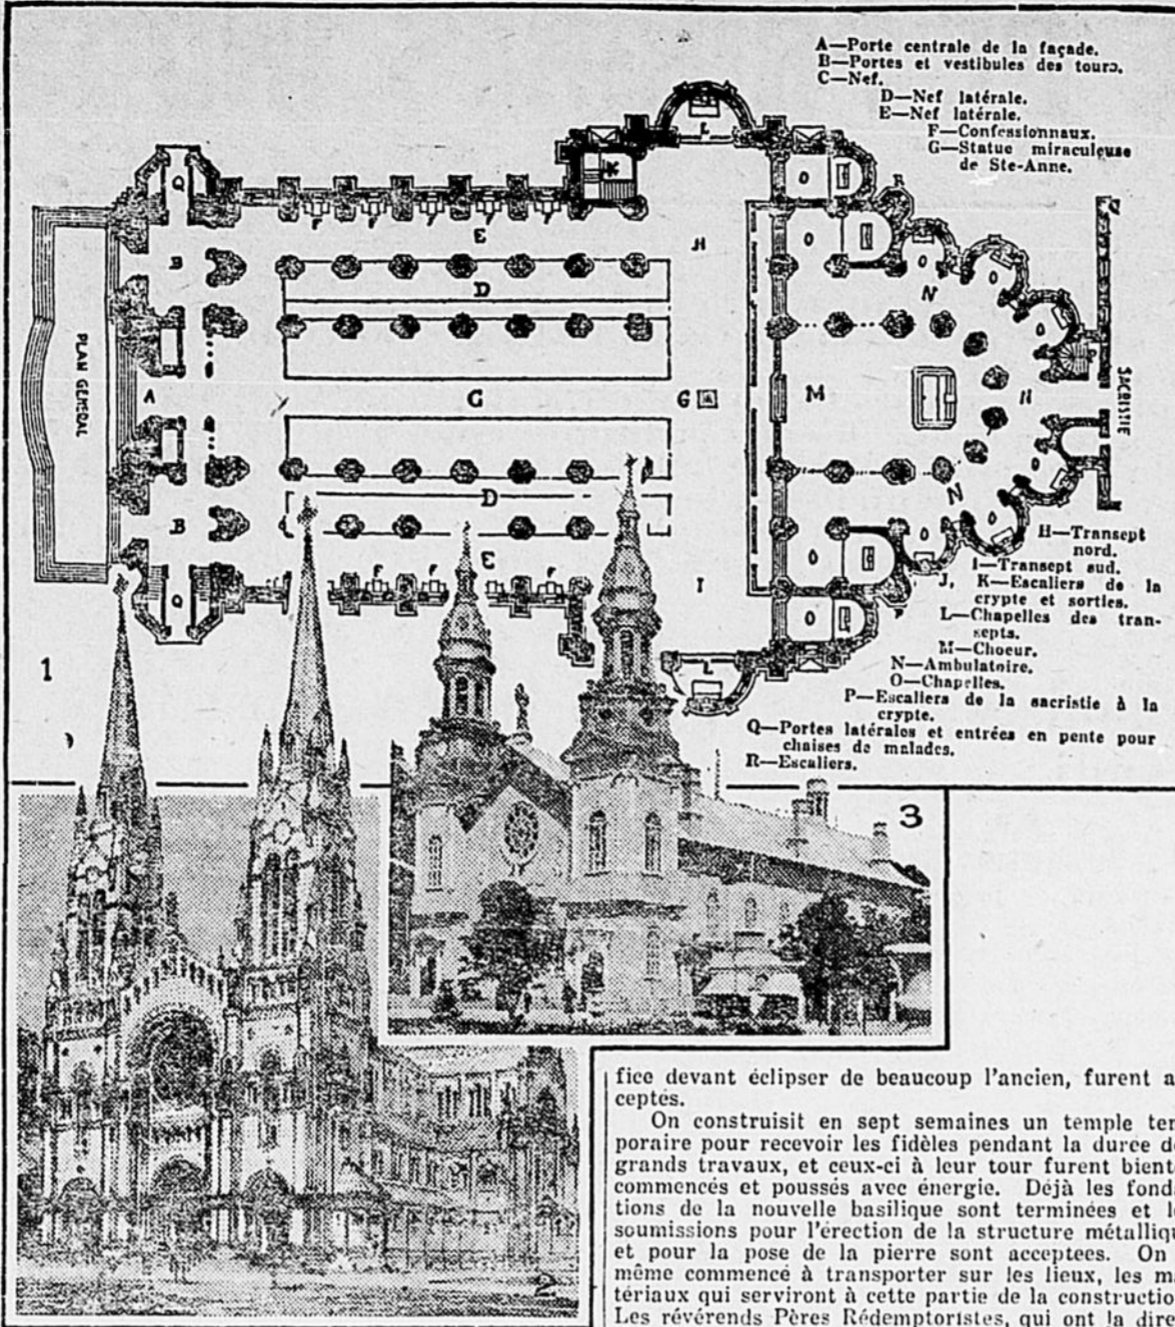 A—Porte centrale de la façade.
B—Portes et vestibules des tours.
C—Nef.
D—Nef latérale.
E—Nef latérale.
F—Confessionnaux.
G—Statue miraculeuse
de Ste-Anne.
Q
F F F F F
E
K
L
O
R
O
O
O
H
B
D
N
PLAN GENERAL
A
C
G
M
N
O
P
SACRISTIE
B
D
N
O
O
E
F F F
Q
I
O
O
P
L
H—Transept
nord.
I—Transept sud.
J, K—Escaliers de la
crypte et sorties.
L—Chapelles des tran-
septs.
M—Choeur.
N—Ambulatoire.
O—Chapelles.
P—Escaliers de la sacristie à la
crypte.
Q—Portes latérales et entrées en pente pour
chaises de malades.
R—Escaliers.
1
3
2
fice devant éclipser de beaucoup l'ancien, furent a
ceptés.
On construisit en sept semaines un temple tem
poraire pour recevoir les fidèles pendant la duree d
grands travaux, et ceux-ci à leur tour furent bient
commencés et poussés avec énergie. Déjà les fond
tions de la nouvelle basilique sont terminées et l
soumissions pour l'érection de la structure métalliqu
et pour la pose de la pierre sont acceptees. On
même commencé à transporter sur les lieux, les m
tériaux qui serviront à cette partie de la constructio
Les révérends Pères Rédemptoristes, qui ont la direc